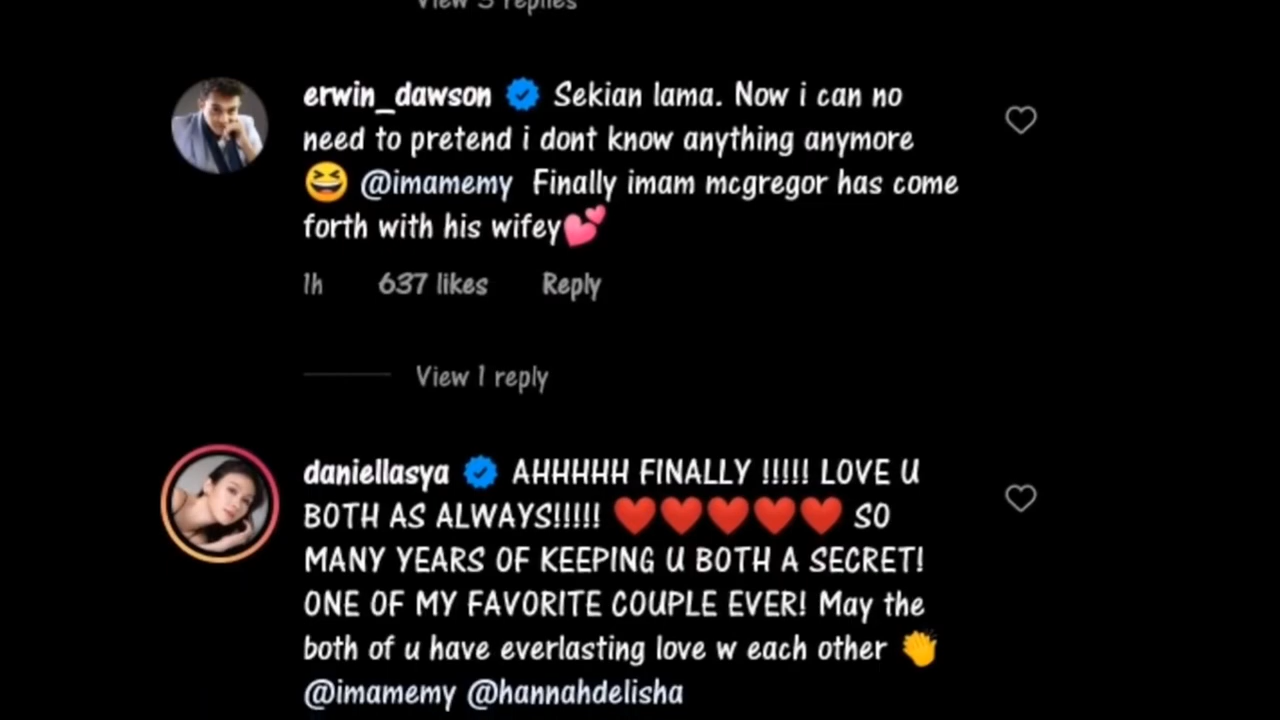 View 3 replies
erwin_dawson Sekian lama. Now i can no
need to pretend i dont know anything anymore
😆 @imamemy Finally imam mcgregor has come
forth with his wifey💕
1h 637 likes Reply
View 1 reply
daniellasya AHHHHH FINALLY !!!!! LOVE U
BOTH AS ALWAYS!!!!! ❤️❤️❤️❤️❤️ SO
MANY YEARS OF KEEPING U BOTH A SECRET!
ONE OF MY FAVORITE COUPLE EVER! May the
both of u have everlasting love w each other 👏
@imamemy @hannahdelisha